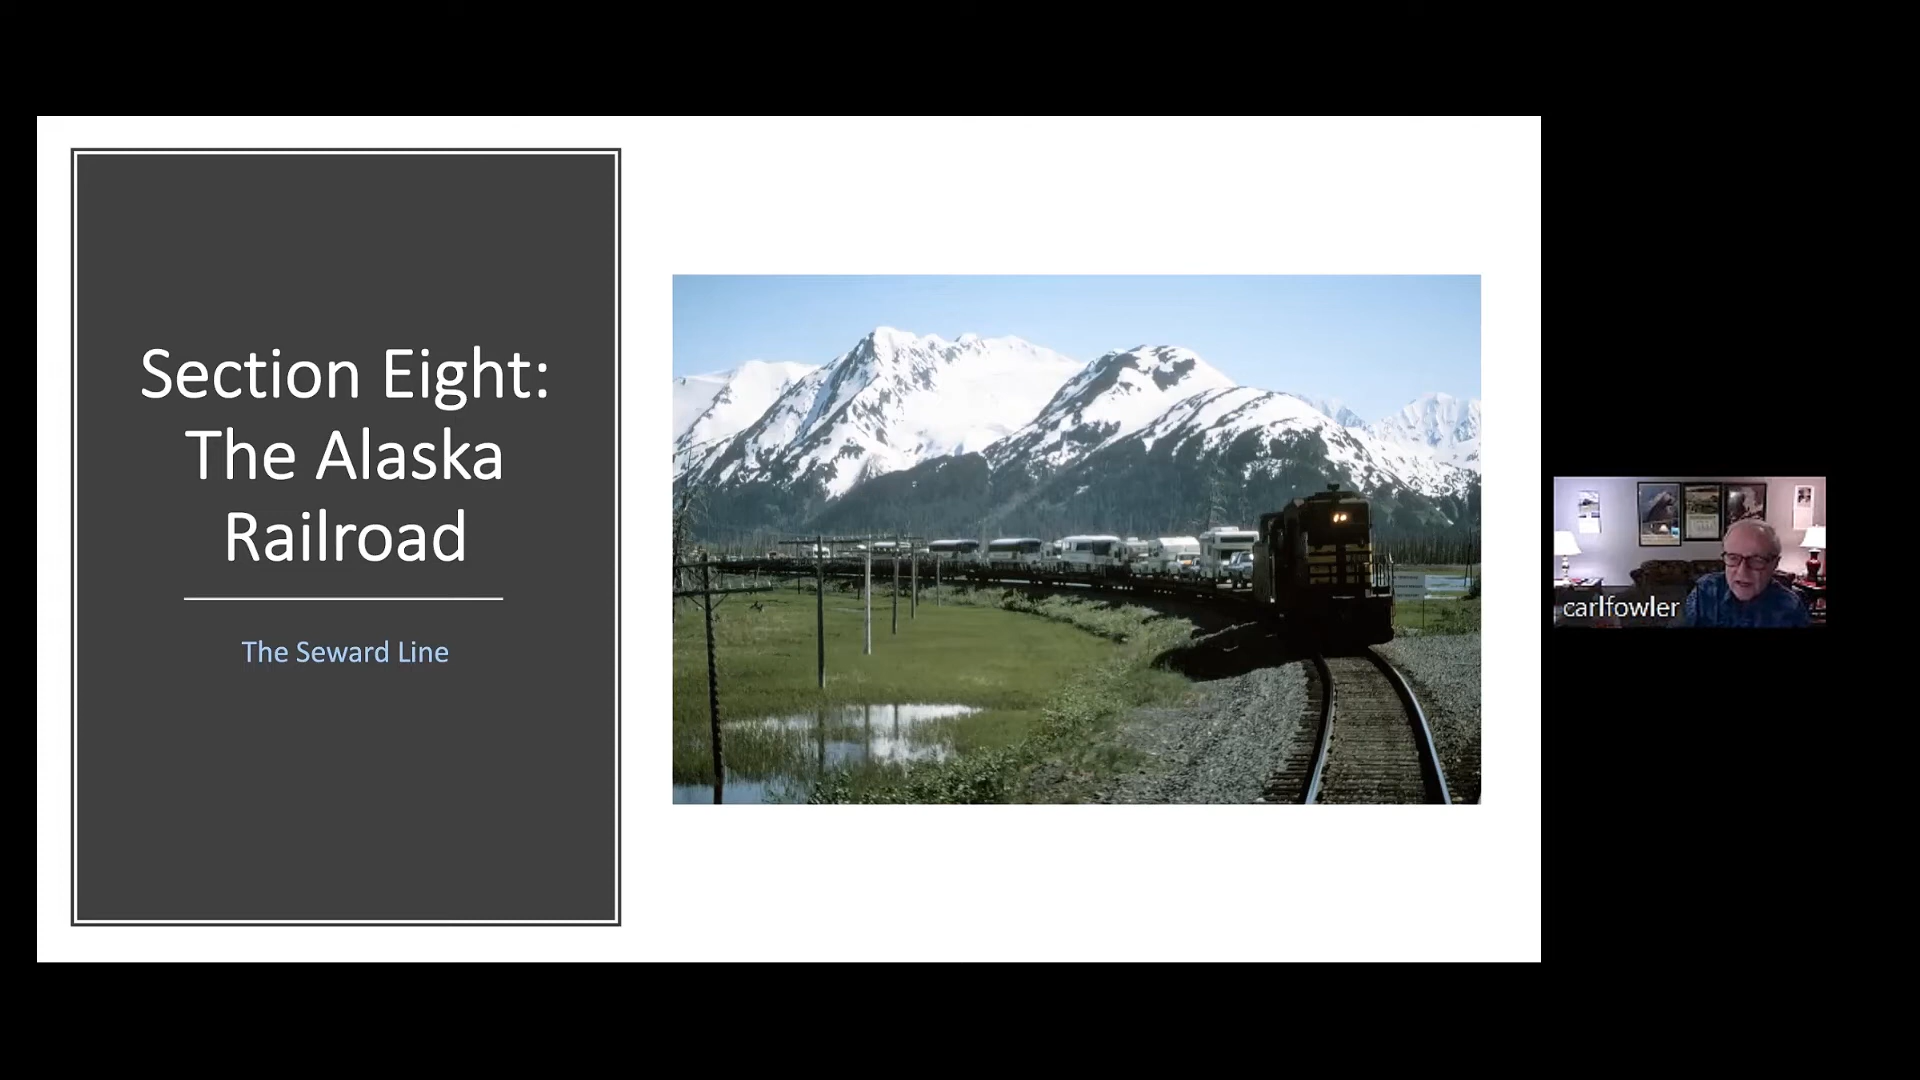 Section Eight:
The Alaska
Railroad
The Seward Line
carlfowler